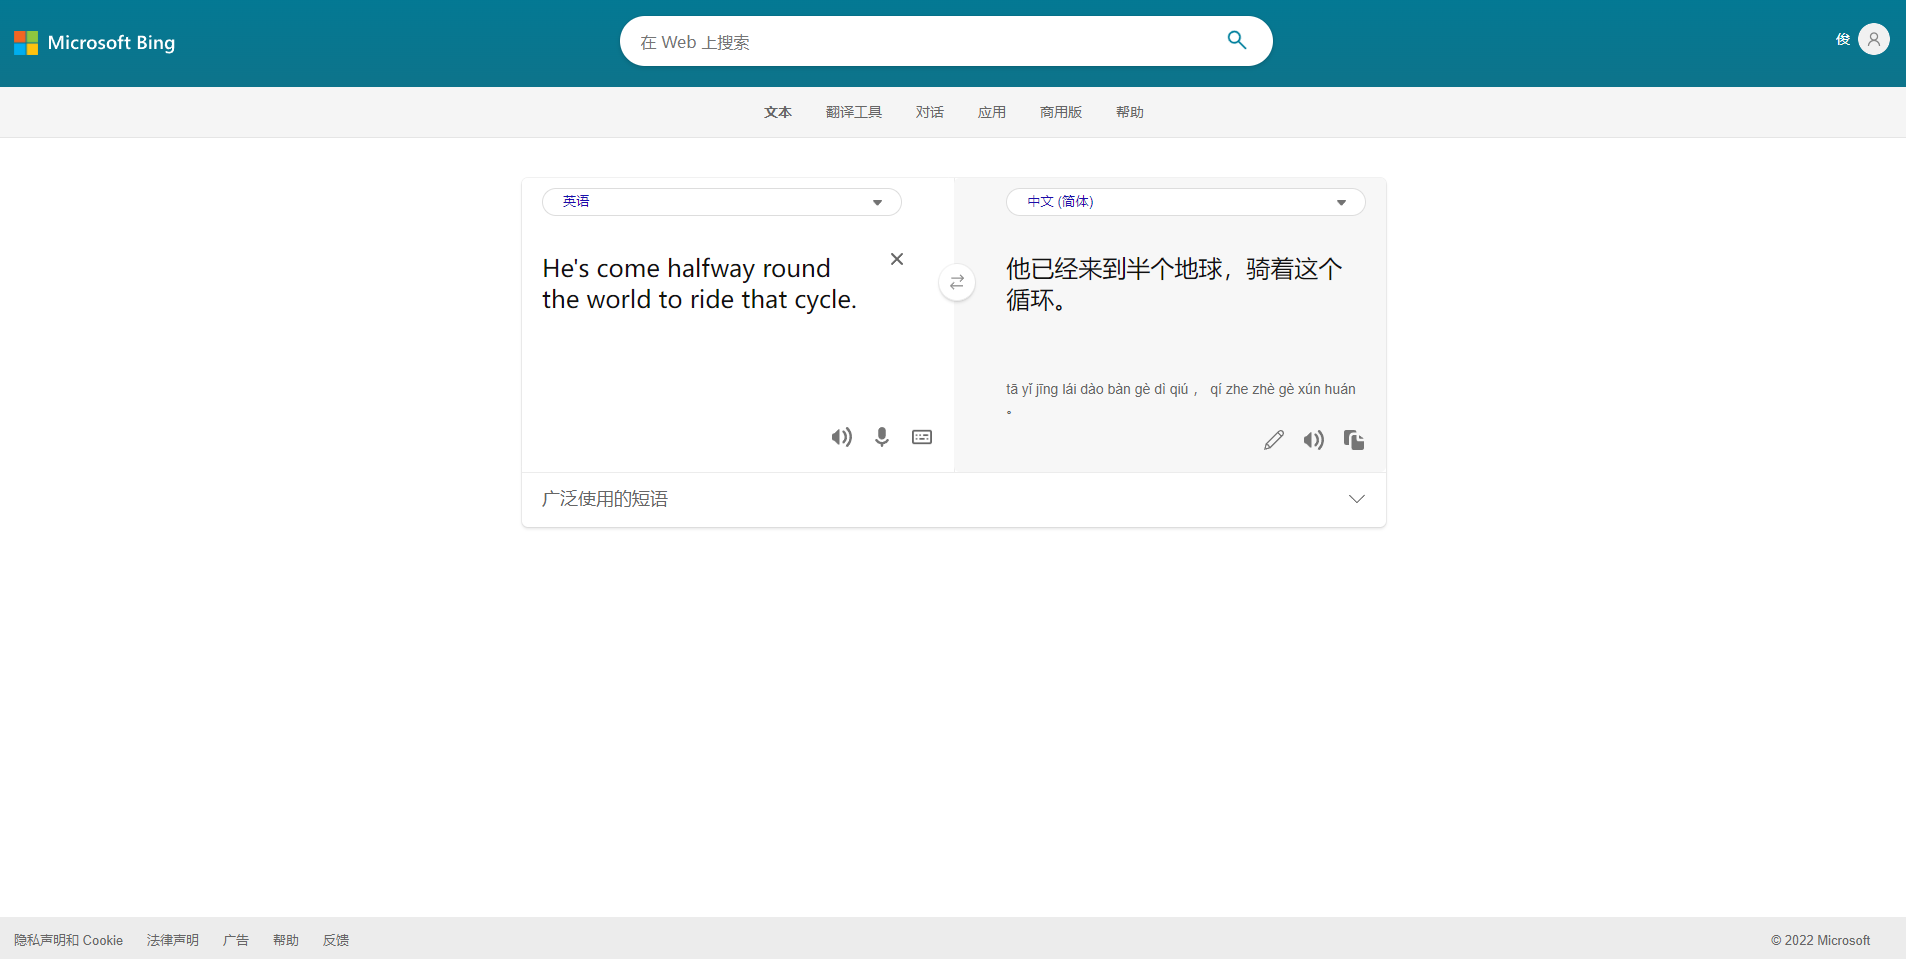 Microsoft Bing
在 Web 上搜索
俊
文本 翻译工具 对话 应用 商用版 帮助
英语
中文 (简体)
He's come halfway round
the world to ride that cycle.
他已经来到半个地球，骑着这个
循环。
tā yǐ jīng lái dào bàn gè dì qiú ， qí zhe zhè gè xún huán
。
广泛使用的短语
隐私声明和 Cookie 法律声明 广告 帮助 反馈
© 2022 Microsoft